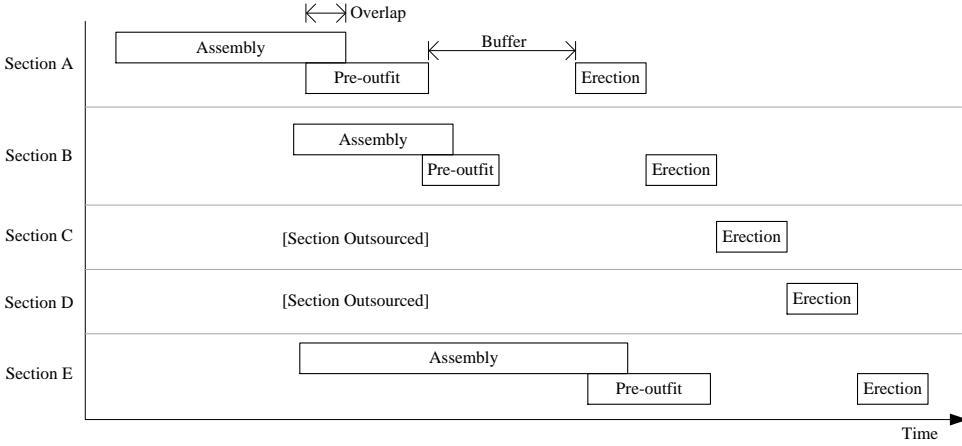 Overlap
Assembly
Buffer
Section A
Pre-outfit
Erection
Assembly
Section B
Pre-outfit
Erection
Section C
[Section Outsourced]
Erection
Section D
[Section Outsourced]
Erection
Assembly
Section E
Pre-outfit
Erection
Time